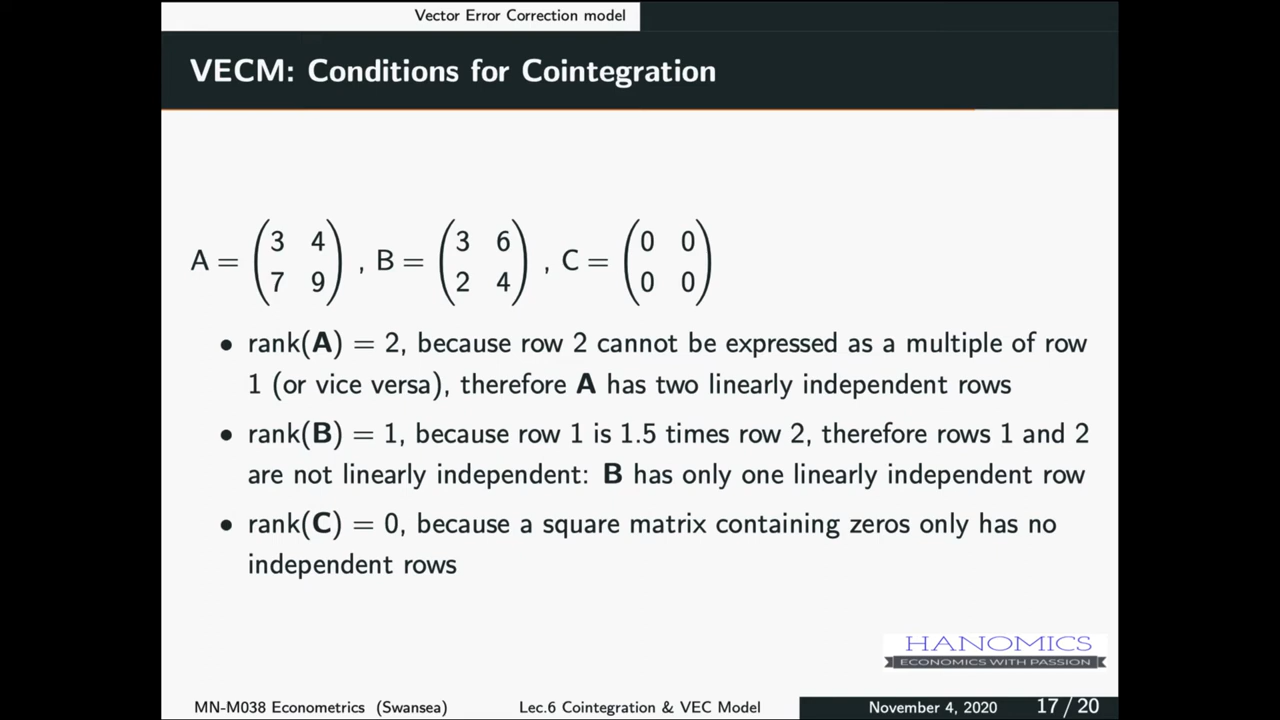 Vector Error Correction model
VECM: Conditions for Cointegration
A = (3 4
7 9) , B = (3 6
2 4) , C = (0 0
0 0)
• rank(A) = 2, because row 2 cannot be expressed as a multiple of row
1 (or vice versa), therefore A has two linearly independent rows
• rank(B) = 1, because row 1 is 1.5 times row 2, therefore rows 1 and 2
are not linearly independent: B has only one linearly independent row
• rank(C) = 0, because a square matrix containing zeros only has no
independent rows
HANOMICS
ECONOMICS WITH PASSION
MN-M038 Econometrics (Swansea) Lec.6 Cointegration & VEC Model November 4, 2020 17 / 20